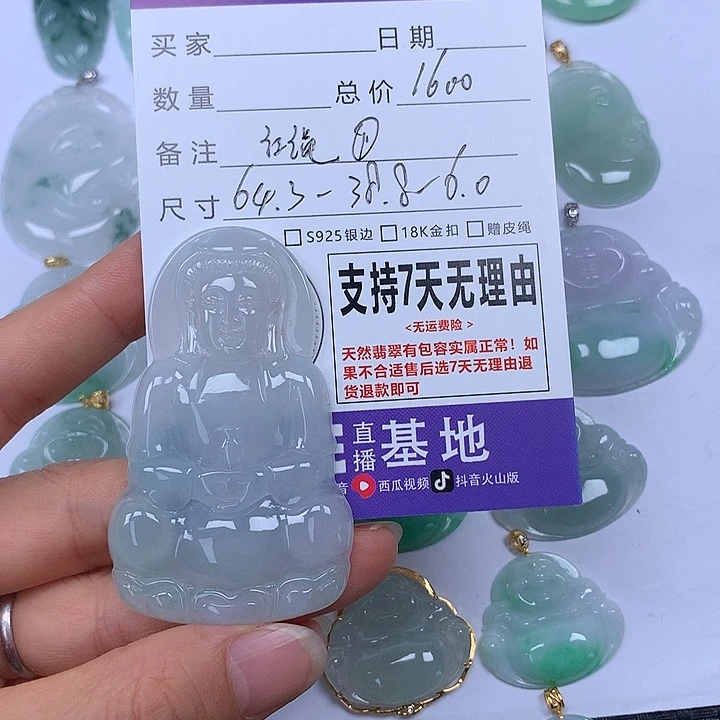 买家 日期
数量 总价 1600
备注 红绳
尺寸 64.3-38.8-6.0
S925银边 18K金扣 赠皮绳
支持7天无理由
<无运费险>
天然翡翠有包容实属正常！如
果不合适售后选7天无理由退
货退款即可
直播基地
音 西瓜视频 抖音火山版